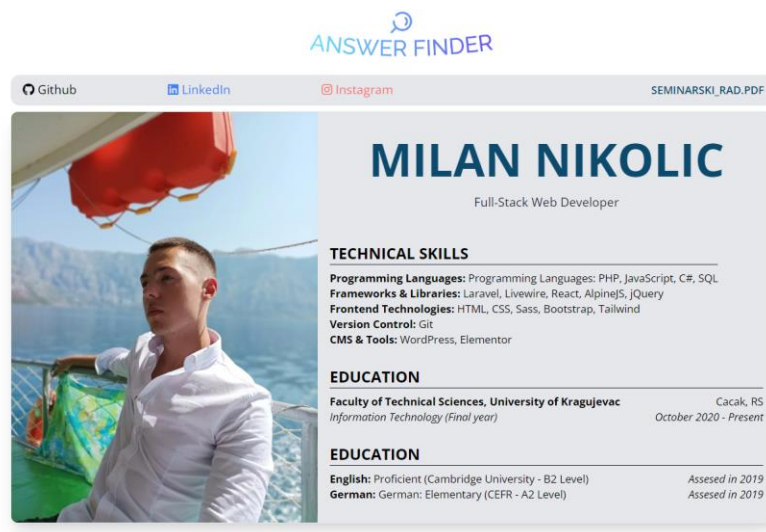 ANSWER FINDER
Github LinkedIn Instagram SEMINARSKI_RAD.PDF
MILAN NIKOLIC
Full-Stack Web Developer
TECHNICAL SKILLS
Programming Languages: Programming Languages: PHP, JavaScript, C#, SQL
Frameworks & Libraries: Laravel, Livewire, React, AlpineJS, jQuery
Frontend Technologies: HTML, CSS, Sass, Bootstrap, Tailwind
Version Control: Git
CMS & Tools: WordPress, Elementor
EDUCATION
Faculty of Technical Sciences, University of Kragujevac Cacak, RS
Information Technology (Final year) October 2020 - Present
EDUCATION
English: Proficient (Cambridge University - B2 Level) Assesed in 2019
German: German: Elementary (CEFR - A2 Level) Assesed in 2019